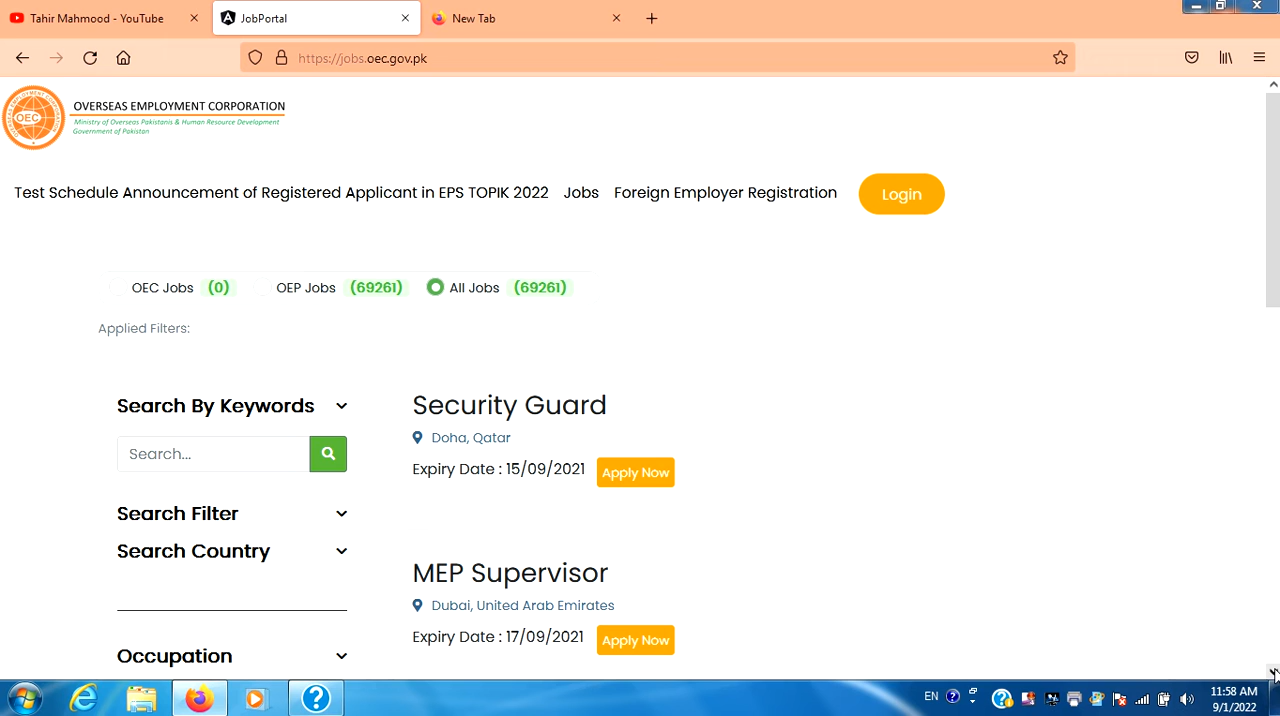 Tahir Mahmood - YouTube
JobPortal
New Tab
https://jobs.oec.gov.pk
OEC
OVERSEAS EMPLOYMENT CORPORATION
Ministry of Overseas Pakistanis & Human Resource Development
Government of Pakistan
Test Schedule Announcement of Registered Applicant in EPS TOPIK 2022 Jobs Foreign Employer Registration Login
OEC Jobs (0) OEP Jobs (69261) All Jobs (69261)
Applied Filters:
Search By Keywords
Search...
Search Filter
Search Country
Occupation
Security Guard
Doha, Qatar
Expiry Date : 15/09/2021 Apply Now
MEP Supervisor
Dubai, United Arab Emirates
Expiry Date : 17/09/2021 Apply Now
EN
11:58 AM
9/1/2022